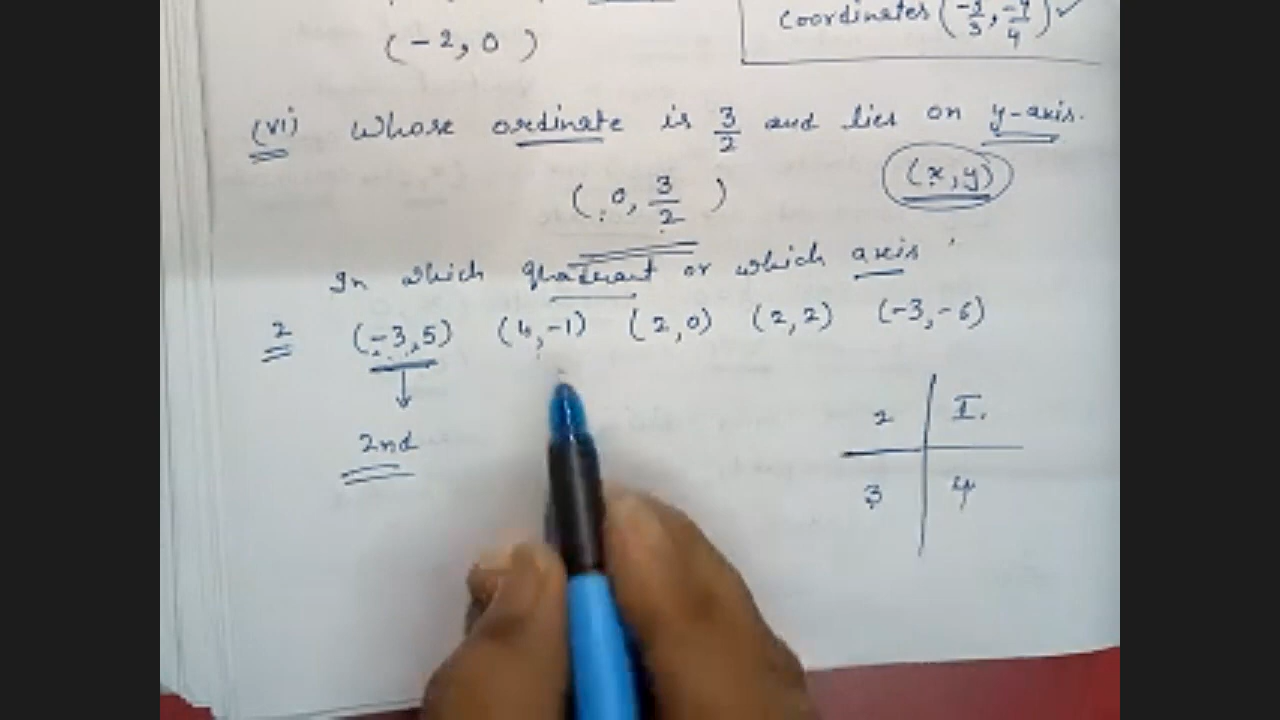 coordinates (-2/3, -4/4) ✓
(-2, 0)
(vi) Whose ordinate is 3/2 and lies on y-axis.
(x, y)
(0, 3/2)
In which quadrant or which axis
2 (-3, 5) (4, -1) (2, 0) (2, 2) (-3, -6)
2nd
2 I.
3 4